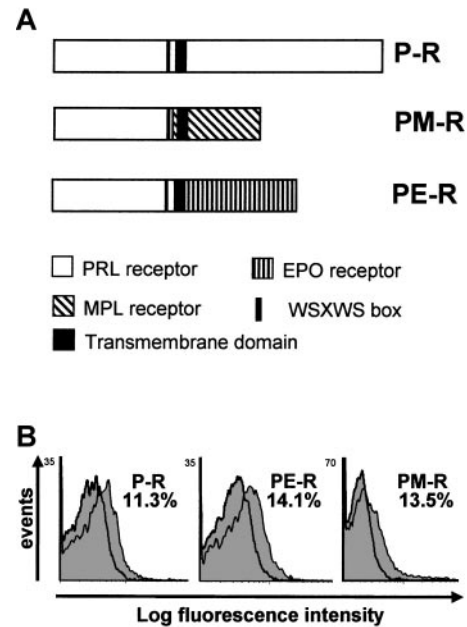 A
P-R
PM-R
PE-R
PRL receptor
EPO receptor
MPL receptor
WSXWS box
Transmembrane domain
B
35
P-R
11.3%
35
PE-R
14.1%
70
PM-R
13.5%
events
Log fluorescence intensity